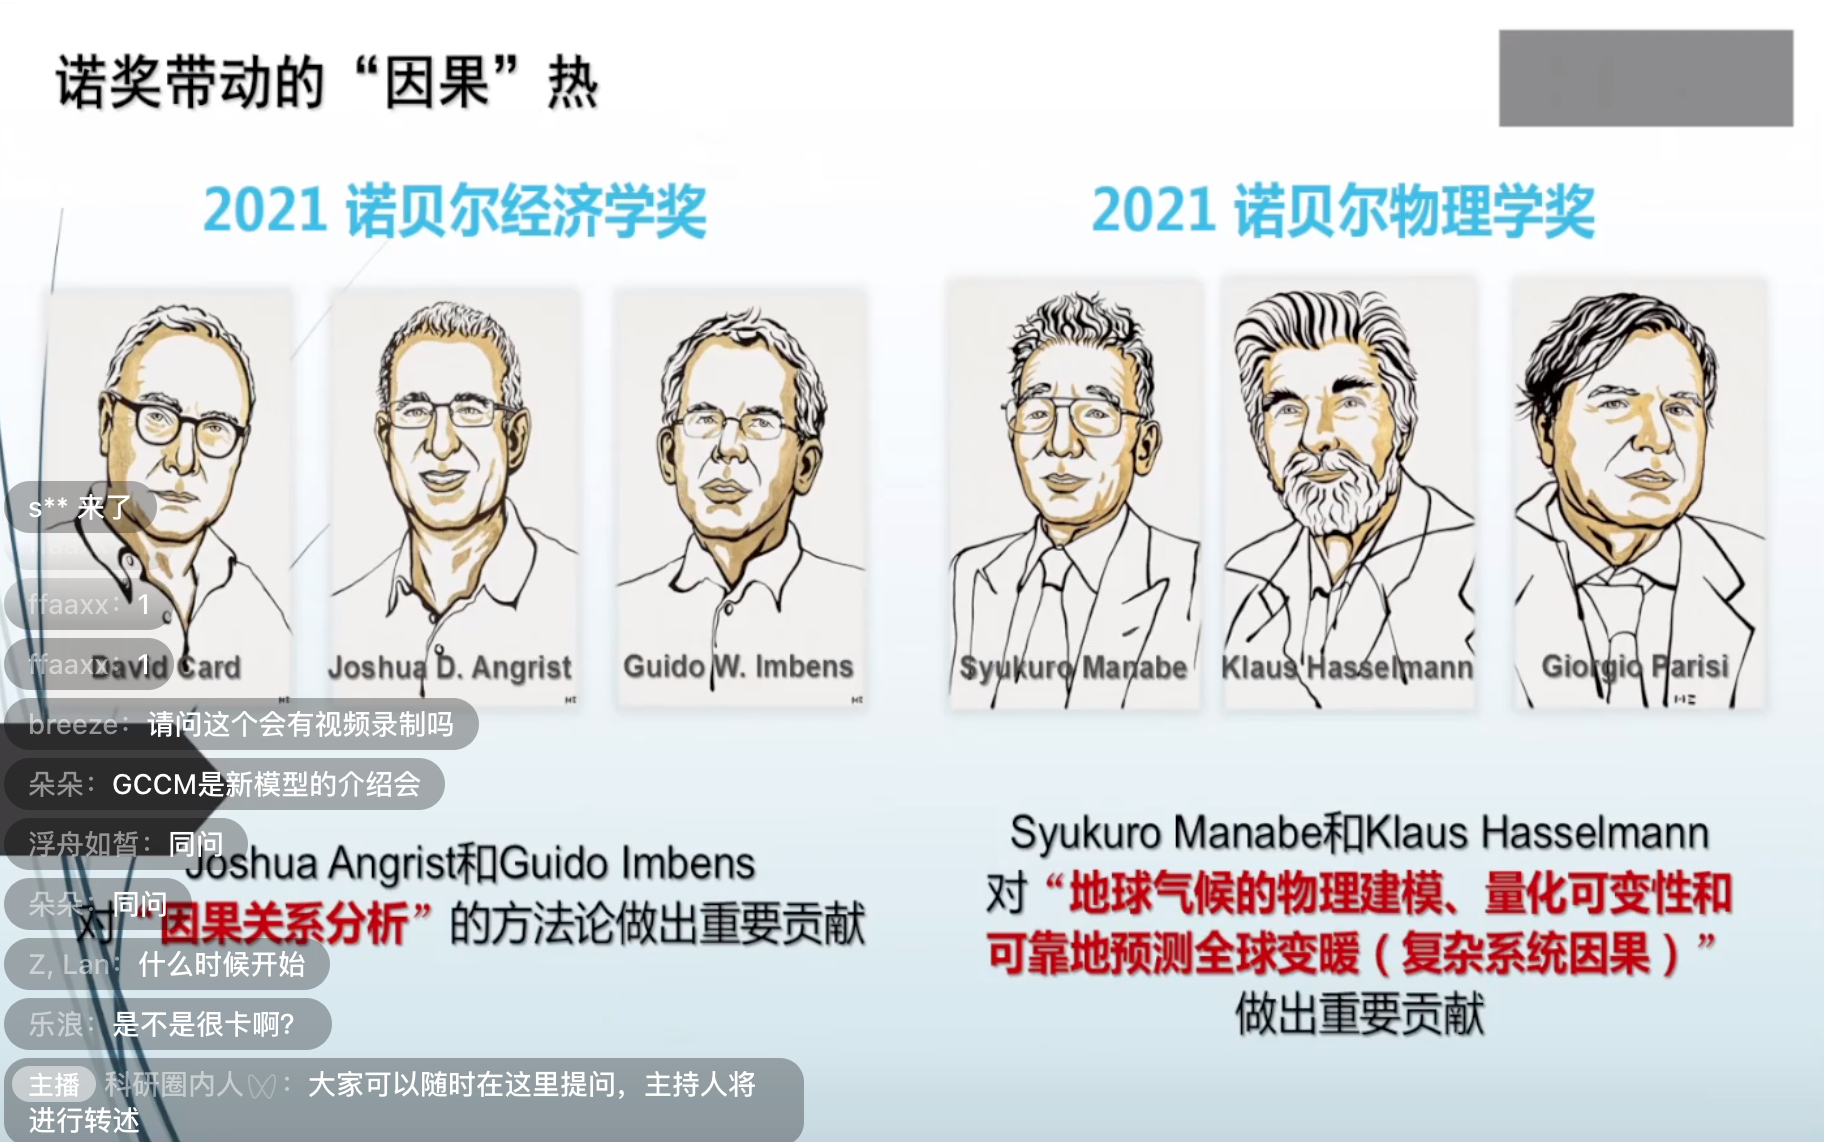 诺奖带动的“因果”热
2021 诺贝尔经济学奖
2021 诺贝尔物理学奖
David Card
Joshua D. Angrist
Guido W. Imbens
Syukuro Manabe
Klaus Hasselmann
Giorgio Parisi
Joshua Angrist和Guido Imbens
对“因果关系分析”的方法论做出重要贡献
Syukuro Manabe和Klaus Hasselmann
对“地球气候的物理建模、量化可变性和
可靠地预测全球变暖(复杂系统因果)”
做出重要贡献
s** 来了
ffaaxx：1
ffaaxx：1
breeze：请问这个会有视频录制吗
朵朵：GCCM是新模型的介绍会
浮舟如皙：同问
朵朵：同问
Z, Lan：什么时候开始
乐浪：是不是很卡啊?
主播 科研圈内人：大家可以随时在这里提问，主持人将
进行转述